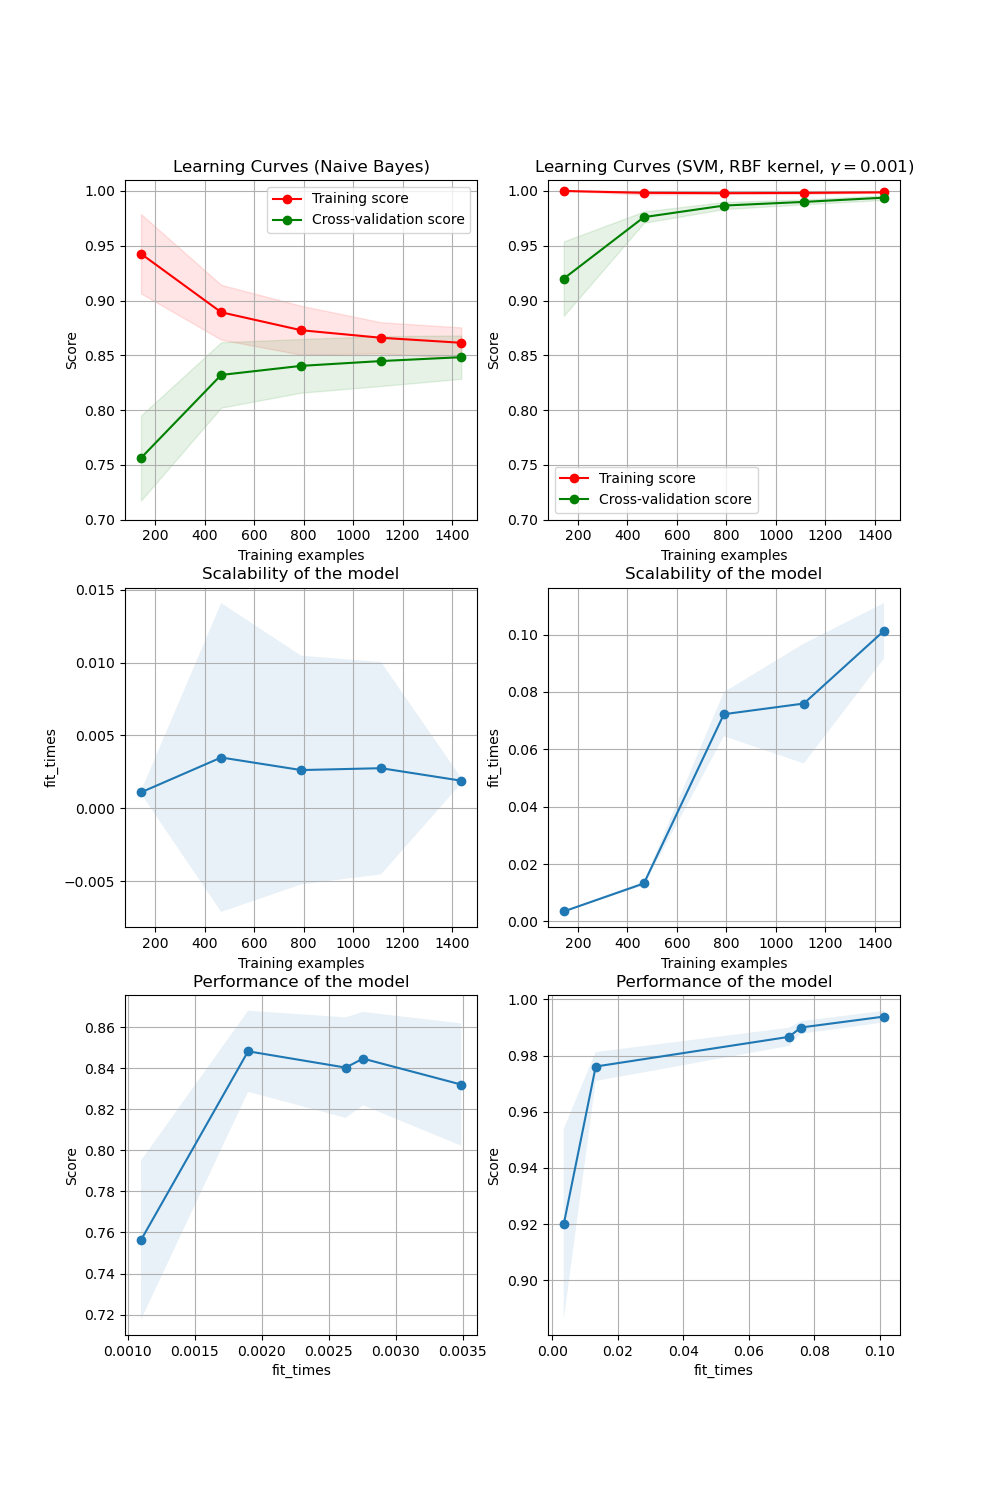 Learning Curves (Naive Bayes)
1.00
0.95
0.90
0.85
0.80
0.75
0.70
Score
Training score
Cross-validation score
200 400 600 800 1000 1200 1400
Training examples
Learning Curves (SVM, RBF kernel, γ = 0.001)
1.00
0.95
0.90
0.85
0.80
0.75
0.70
Score
Training score
Cross-validation score
200 400 600 800 1000 1200 1400
Training examples
Scalability of the model
0.015
0.010
0.005
0.000
−0.005
fit_times
200 400 600 800 1000 1200 1400
Training examples
Scalability of the model
0.10
0.08
0.06
0.04
0.02
0.00
fit_times
200 400 600 800 1000 1200 1400
Training examples
Performance of the model
0.86
0.84
0.82
0.80
0.78
0.76
0.74
0.72
Score
0.0010 0.0015 0.0020 0.0025 0.0030 0.0035
fit_times
Performance of the model
1.00
0.98
0.96
0.94
0.92
0.90
Score
0.00 0.02 0.04 0.06 0.08 0.10
fit_times